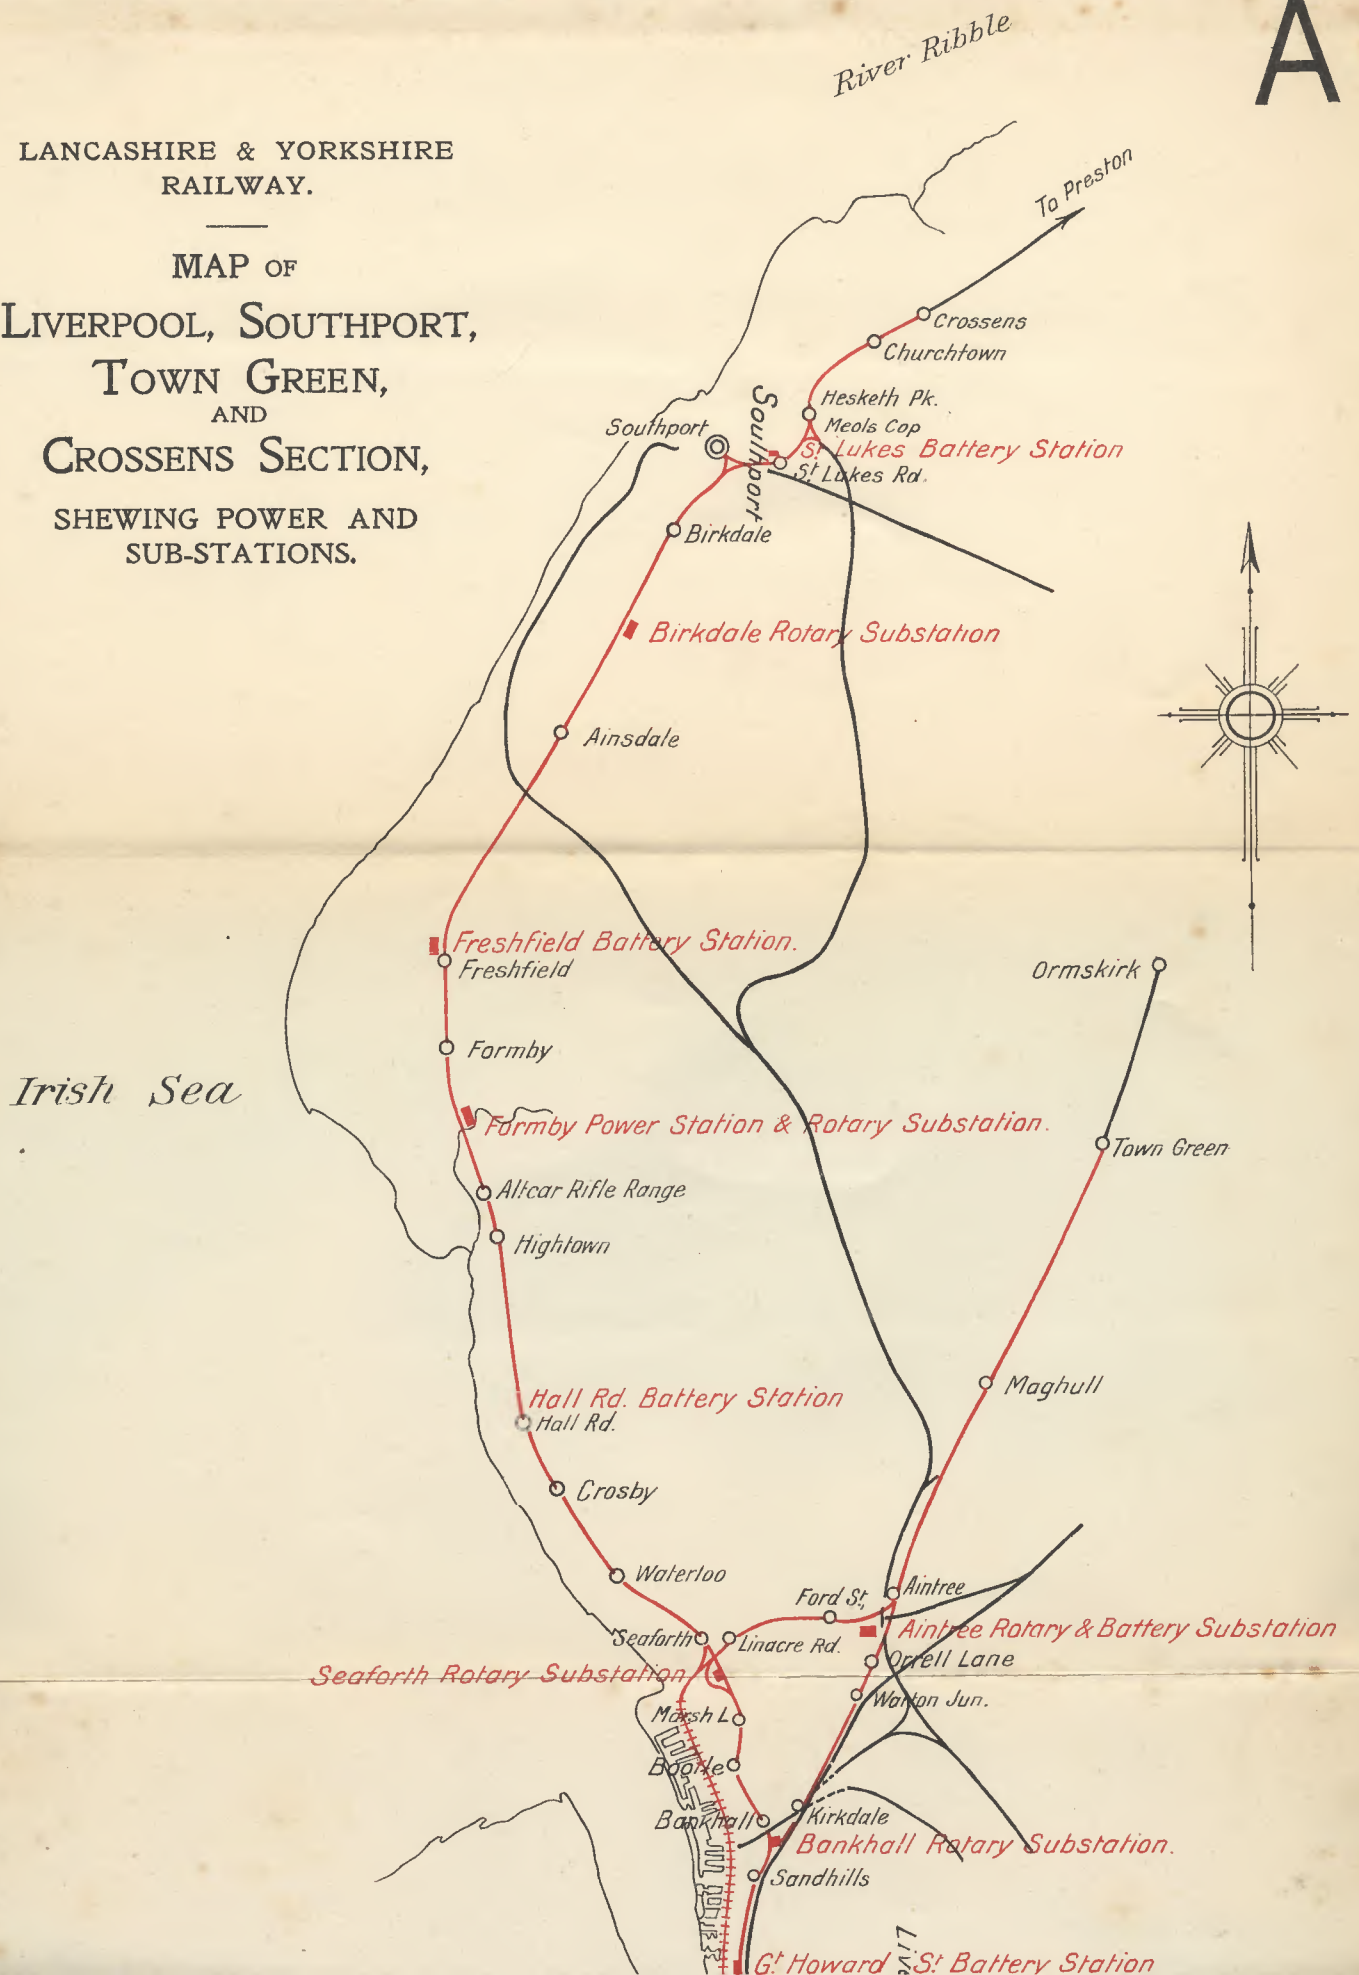 A
River Ribble
LANCASHIRE & YORKSHIRE
RAILWAY.
MAP OF
LIVERPOOL, SOUTHPORT,
TOWN GREEN,
AND
CROSSENS SECTION,
SHEWING POWER AND
SUB-STATIONS.
To Preston
Crossens
Churchtown
Hesketh Pk.
Meols Cop
Southport
Southport
St. Lukes Battery Station
St. Lukes Rd.
Birkdale
Birkdale Rotary Substation
Ainsdale
Freshfield Battery Station.
Freshfield
Ormskirk
Formby
Irish Sea
Formby Power Station & Rotary Substation.
Town Green
Altcar Rifle Range
Hightown
Maghull
Hall Rd. Battery Station
Hall Rd.
Crosby
Waterloo
Ford St,
Aintree
Aintree Rotary & Battery Substation
Seaforth
Linacre Rd.
Orrell Lane
Seaforth Rotary Substation
Walton Jun.
Marsh L
Bootle
Bankhall
Kirkdale
Bankhall Rotary Substation.
Sandhills
Live
Gt. Howard St. Battery Station